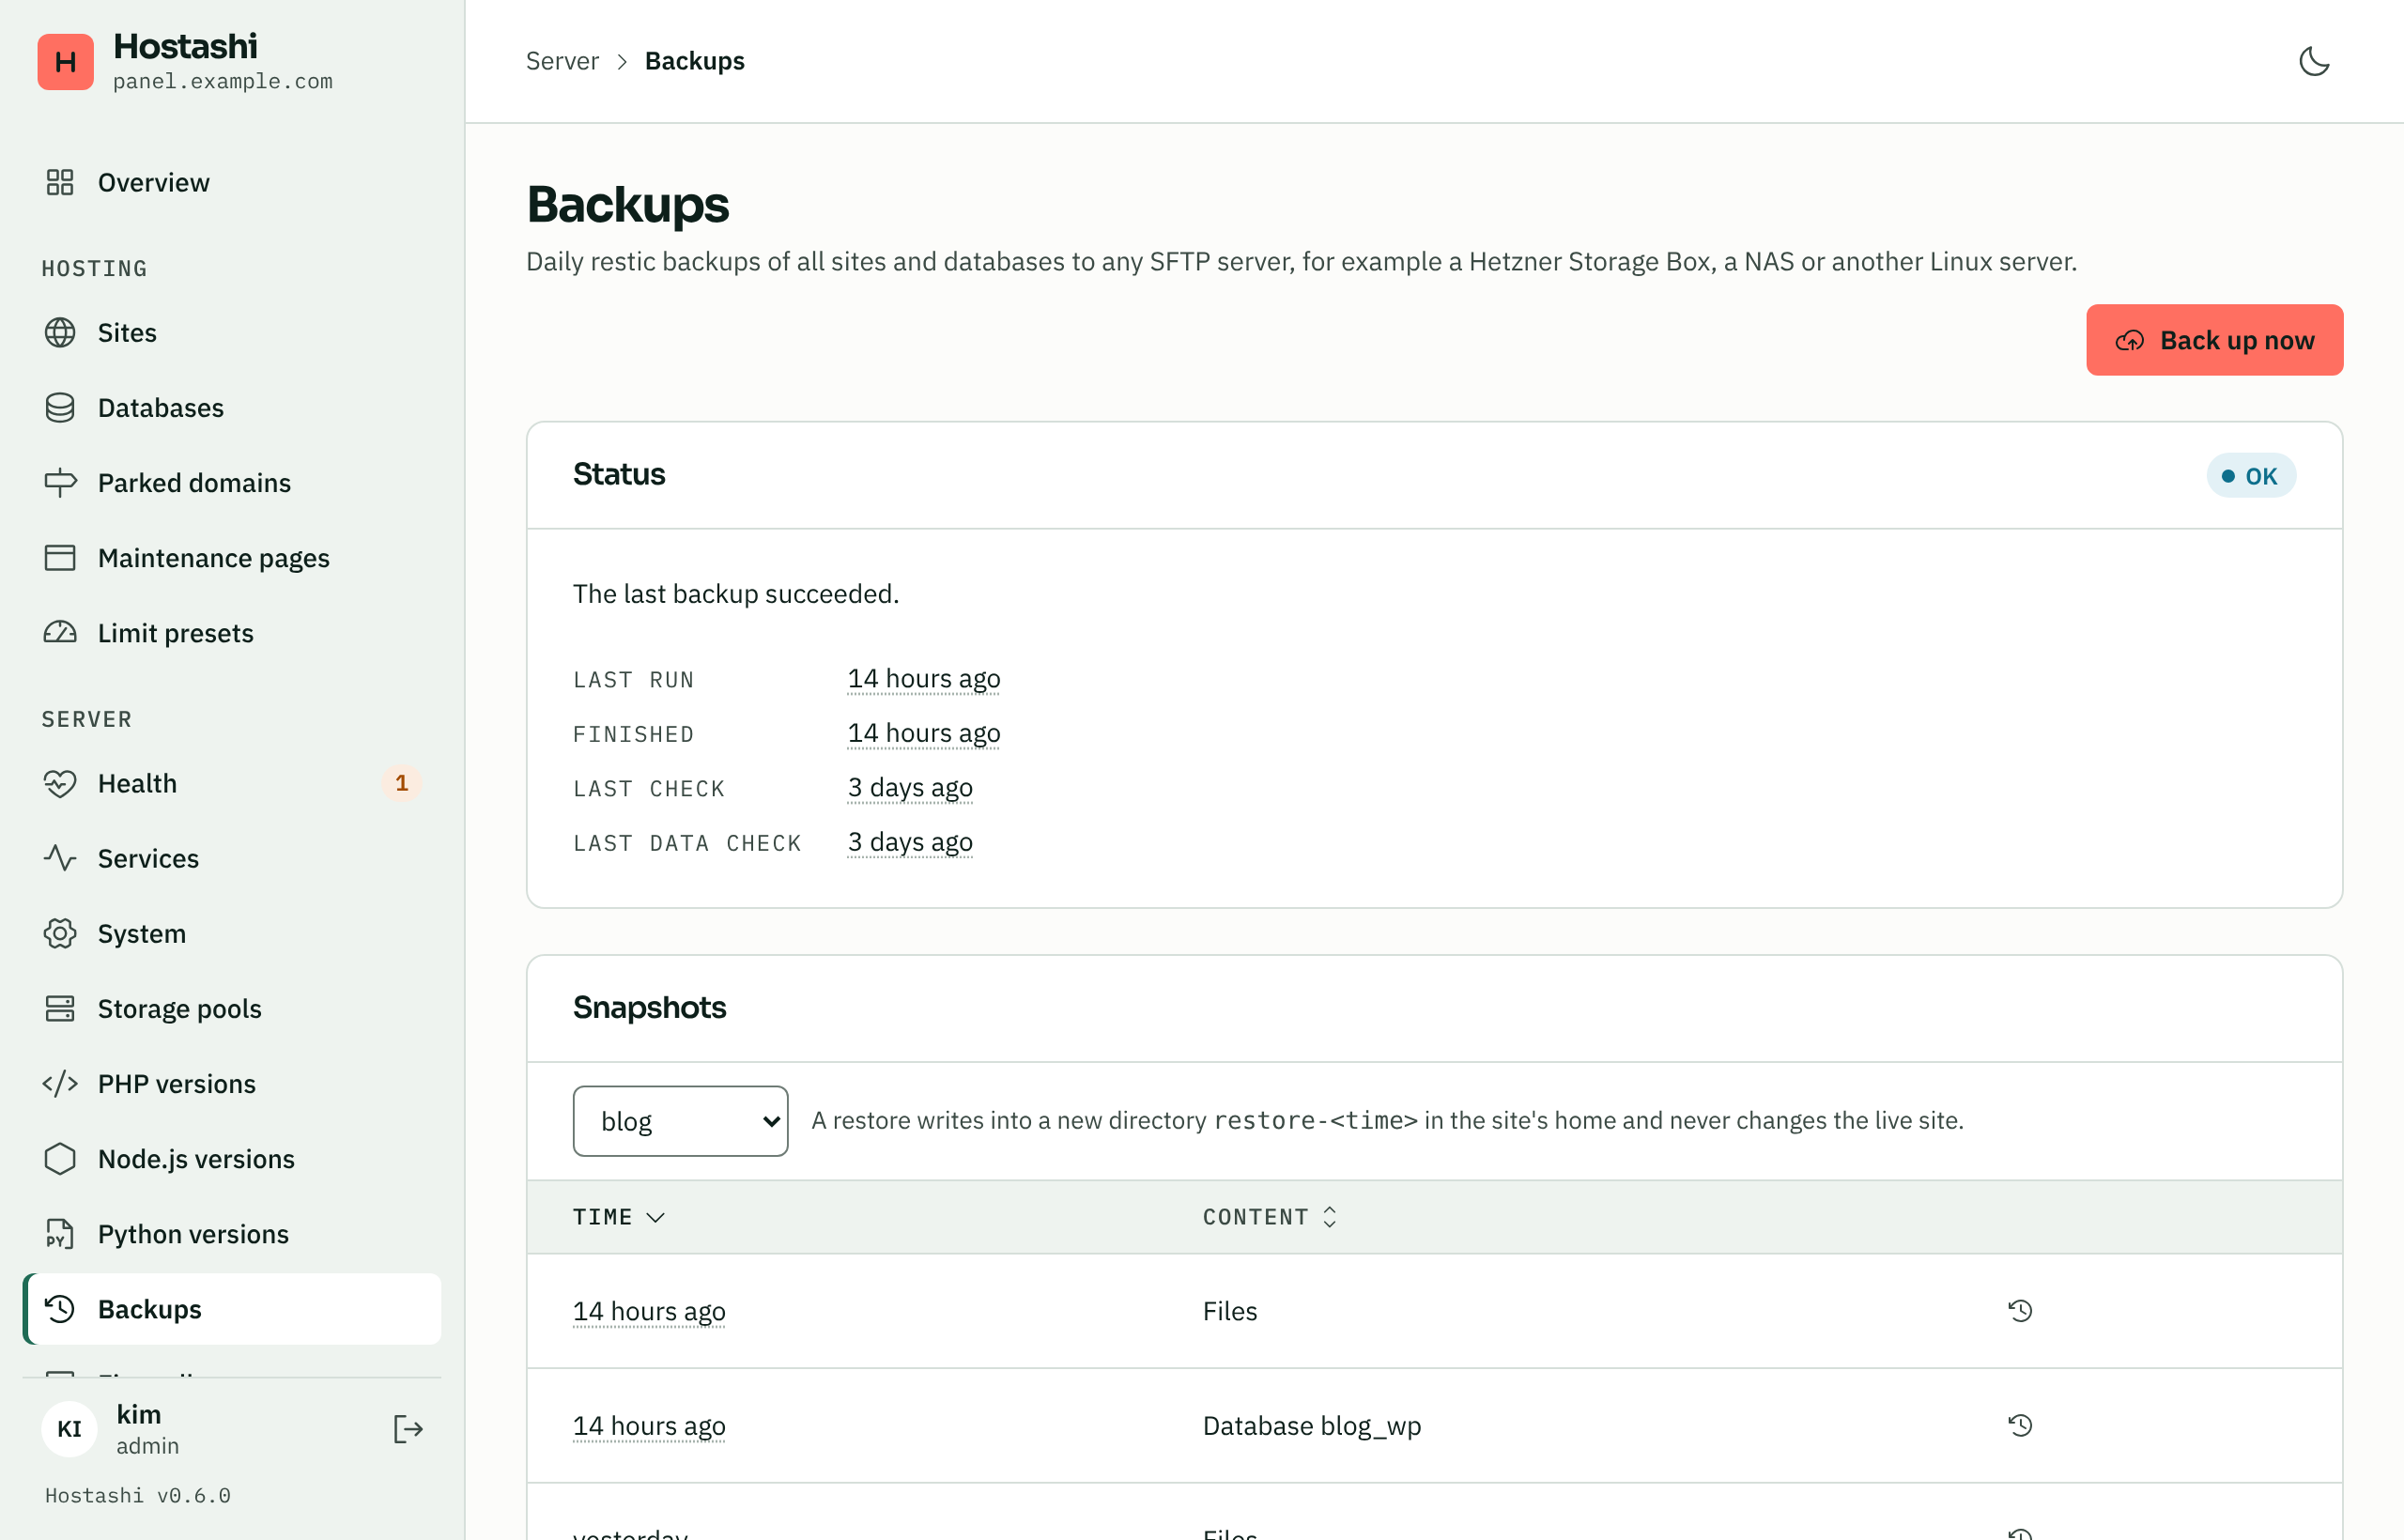 H
Hostashi
panel.example.com
Overview
HOSTING
Sites
Databases
Parked domains
Maintenance pages
Limit presets
SERVER
Health 1
Services
System
Storage pools
PHP versions
Node.js versions
PY Python versions
Backups
KI
kim
admin
Hostashi v0.6.0
Server > Backups
Backups
Daily restic backups of all sites and databases to any SFTP server, for example a Hetzner Storage Box, a NAS or another Linux server.
Back up now
Status OK
The last backup succeeded.
LAST RUN 14 hours ago
FINISHED 14 hours ago
LAST CHECK 3 days ago
LAST DATA CHECK 3 days ago
Snapshots
blog A restore writes into a new directory restore-<time> in the site's home and never changes the live site.
TIME CONTENT
14 hours ago Files
14 hours ago Database blog_wp
yesterday Files